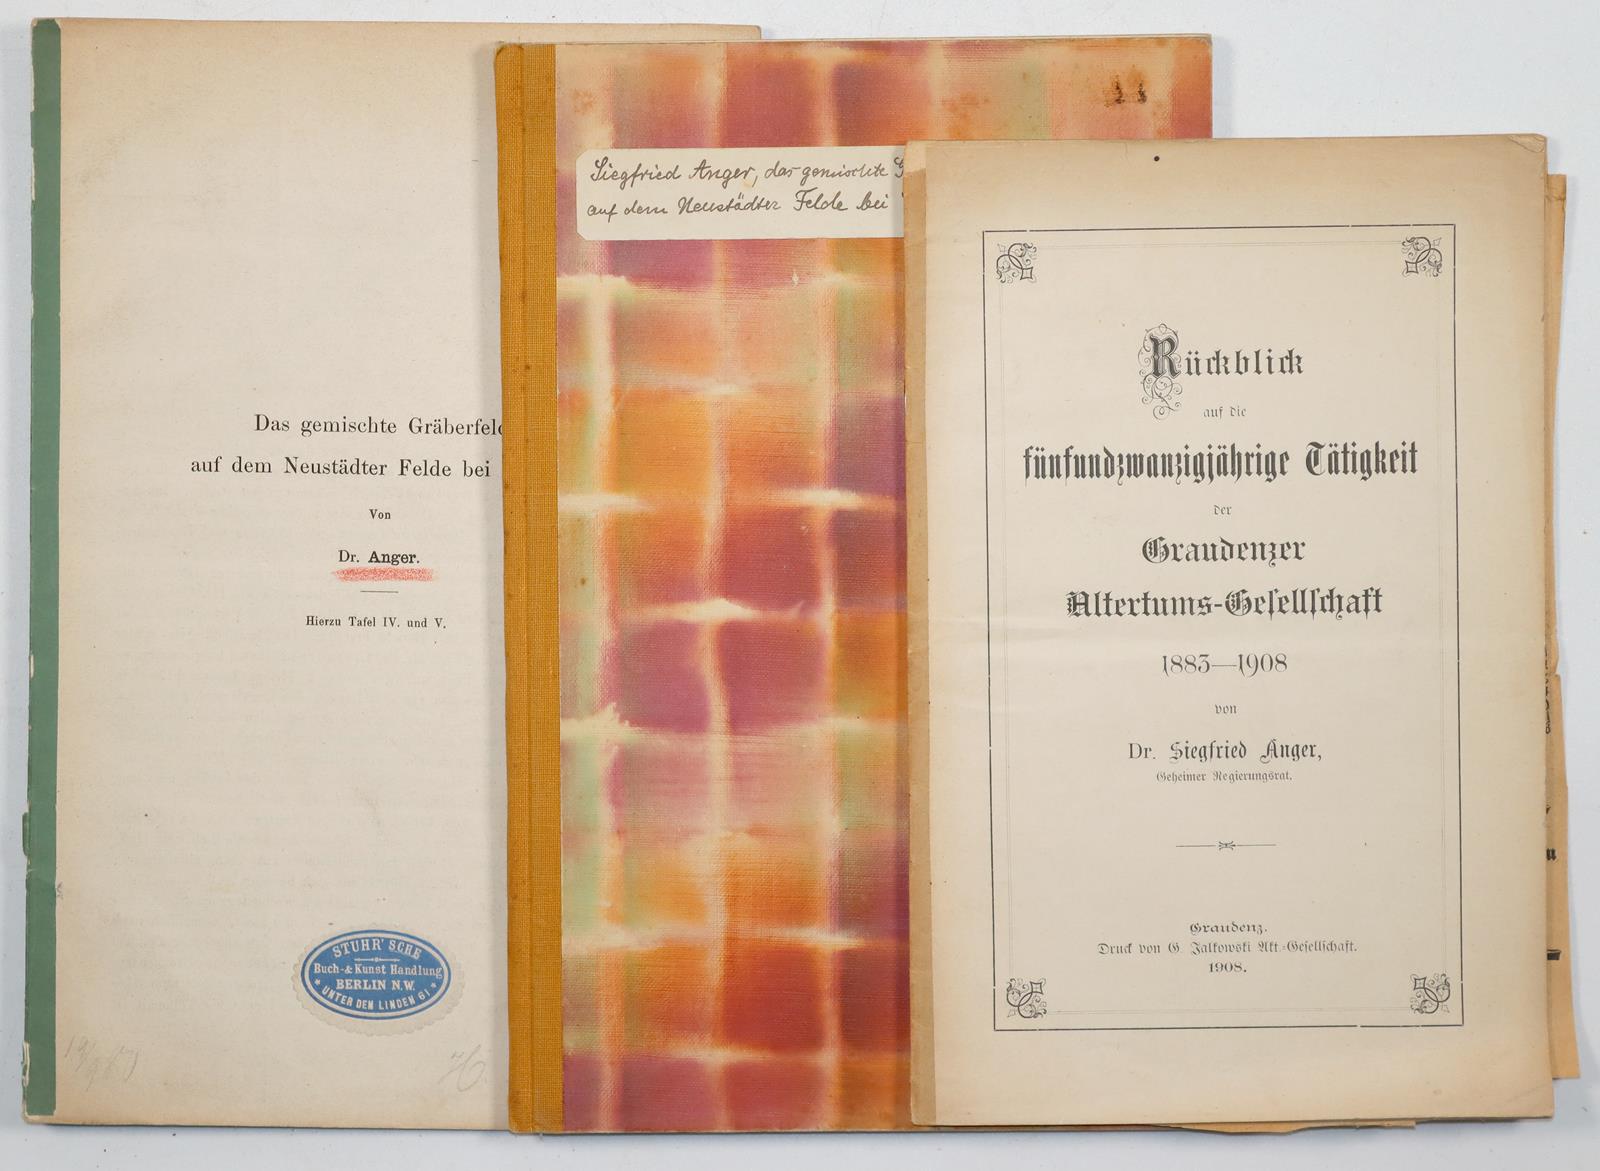 Das gemischte Gräberfeld
auf dem Neustädter Felde bei
Von
Dr. Anger.
Hierzu Tafel IV. und V.
STUHR'SCHE
Buch-& Kunst Handlung
BERLIN N.W.
* UNTER DEN LINDEN 61 *
Siegfried Anger, das gemischte G
auf dem Neustädter Felde bei
Rückblick
auf die
fünfundzwanzigjährige Tätigkeit
der
Graudenzer
Altertums-Gesellschaft
1883—1908
von
Dr. Siegfried Anger,
Geheimer Regierungsrat.
Graudenz.
Druck von G. Jalkowski Akt.-Gesellschaft.
1908.